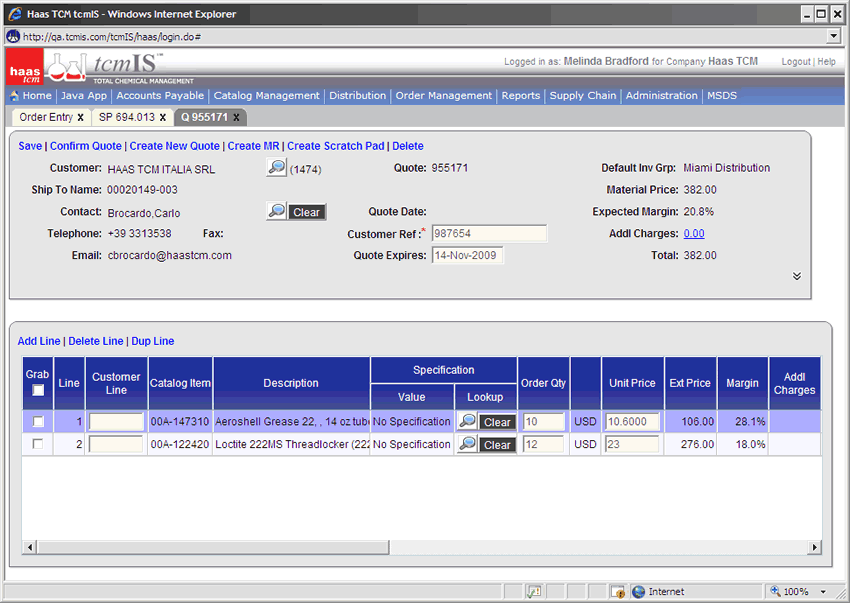 Haas TCM tcmIS - Windows Internet Explorer
http://qa.tcmis.com/tcmIS/haas/login.do#
haas tcm tcmIS™ TOTAL CHEMICAL MANAGEMENT
Logged in as: Melinda Bradford for Company Haas TCM Logout | Help
Home | Java App | Accounts Payable | Catalog Management | Distribution | Order Management | Reports | Supply Chain | Administration | MSDS
Order Entry x SP 694.013 x Q 955171 x
Save | Confirm Quote | Create New Quote | Create MR | Create Scratch Pad | Delete
Customer: HAAS TCM ITALIA SRL (1474) Quote: 955171 Default Inv Grp: Miami Distribution
Ship To Name: 00020149-003 Material Price: 382.00
Contact: Brocardo,Carlo Clear Quote Date: Expected Margin: 20.8%
Telephone: +39 3313538 Fax: Customer Ref :* 987654 Addl Charges: 0.00
Email: cbrocardo@haastcm.com Quote Expires: 14-Nov-2009 Total: 382.00
Add Line | Delete Line | Dup Line
Grab Line Customer Line Catalog Item Description Specification Value Lookup Order Qty Unit Price Ext Price Margin Addl Charges
1 00A-147310 Aeroshell Grease 22, , 14 oz tube No Specification Clear 10 USD 10.6000 106.00 28.1%
2 00A-122420 Loctite 222MS Threadlocker (222 No Specification Clear 12 USD 23 276.00 18.0%
Internet 100%